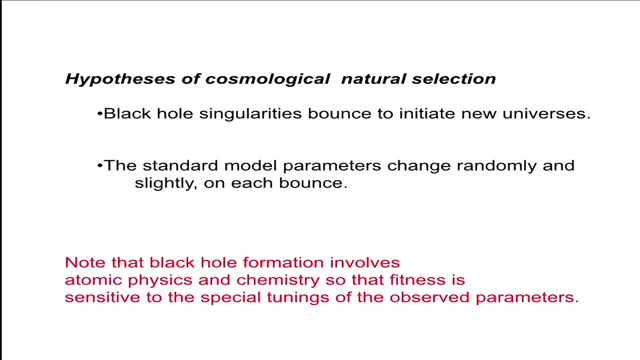 Hypotheses of cosmological natural selection
•Black hole singularities bounce to initiate new universes.
•The standard model parameters change randomly and
slightly, on each bounce.
Note that black hole formation involves
atomic physics and chemistry so that fitness is
sensitive to the special tunings of the observed parameters.